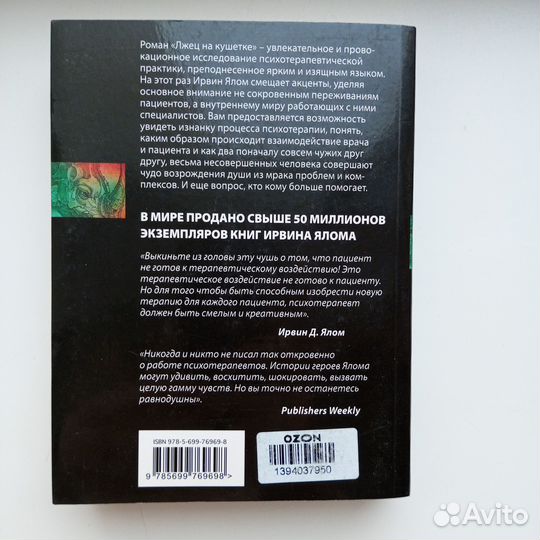 Роман «Лжец на кушетке» – увлекательное и прово-
кационное исследование психотерапевтической
практики, преподнесенное ярким и изящным языком.
На этот раз Ирвин Ялом смещает акценты, уделяя
основное внимание не сокровенным переживаниям
пациентов, а внутреннему миру работающих с ними
специалистов. Вам предоставляется возможность
увидеть изнанку процесса психотерапии, понять,
каким образом происходит взаимодействие врача
и пациента и как два поначалу совсем чужих друг
другу, весьма несовершенных человека совершают
чудо возрождения души из мрака проблем и ком-
плексов. И еще вопрос, кто кому больше помогает.
В МИРЕ ПРОДАНО СВЫШЕ 50 МИЛЛИОНОВ
ЭКЗЕМПЛЯРОВ КНИГ ИРВИНА ЯЛОМА
«Выкиньте из головы эту чушь о том, что пациент
не готов к терапевтическому воздействию! Это
терапевтическое воздействие не готово к пациенту.
Но для того чтобы быть способным изобрести новую
терапию для каждого пациента, психотерапевт
должен быть смелым и креативным».
Ирвин Д. Ялом
«Никогда и никто не писал так откровенно
о работе психотерапевтов. Истории героев Ялома
могут удивить, восхитить, шокировать, вызвать
целую гамму чувств. Но вы точно не останетесь
равнодушны».
Publishers Weekly
ISBN 978-5-699-76969-8
9 785699 769698 >
OZON
1394037950
Avito